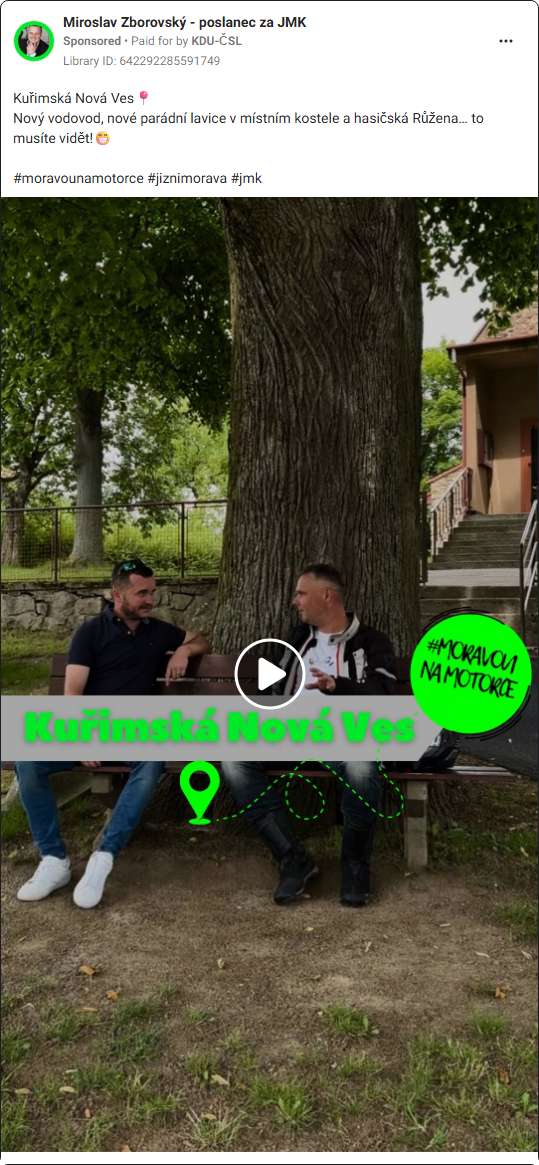 Miroslav Zborovský - poslanec za JMK
Sponsored • Paid for by KDU-ČSL
Library ID: 642292285591749
Kuřimská Nová Ves📍
Nový vodovod, nové parádní lavice v místním kostele a hasičská Růžena… to
musíte vidět!😁
#moravounamotorce #jiznimorava #jmk
#MORAVOU
NA MOTORCE
Kuřimská Nová Ves